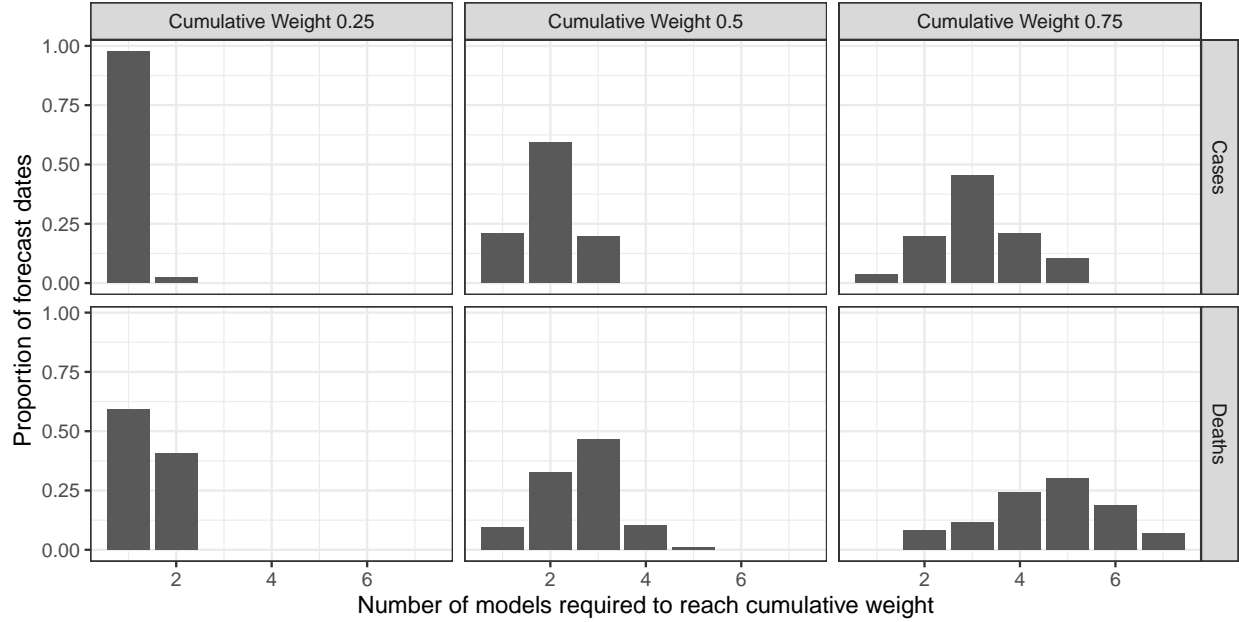 Cumulative Weight 0.25 Cumulative Weight 0.5 Cumulative Weight 0.75
Proportion of forecast dates
1.00
0.75
0.50
0.25
0.00
Cases
1.00
0.75
0.50
0.25
0.00
Deaths
2 4 6 2 4 6 2 4 6
Number of models required to reach cumulative weight